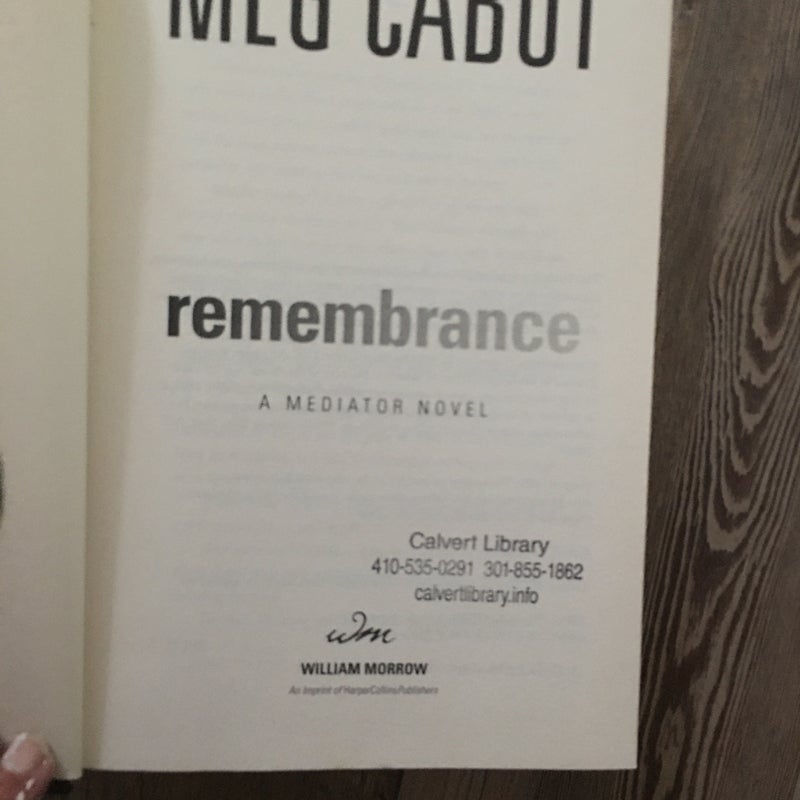 MEG CABOT
remembrance
A MEDIATOR NOVEL
Calvert Library
410-535-0291 301-855-1862
calvertlibrary.info
wm
WILLIAM MORROW
An Imprint of HarperCollinsPublishers